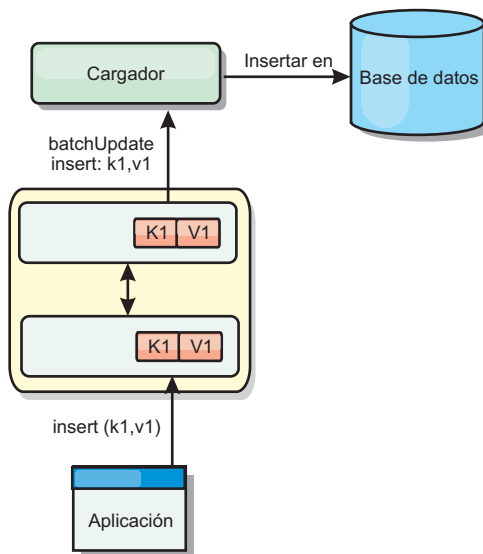 Cargador
Insertar en
Base de datos
batchUpdate
insert: k1,v1
K1 V1
K1 V1
insert (k1,v1)
Aplicación